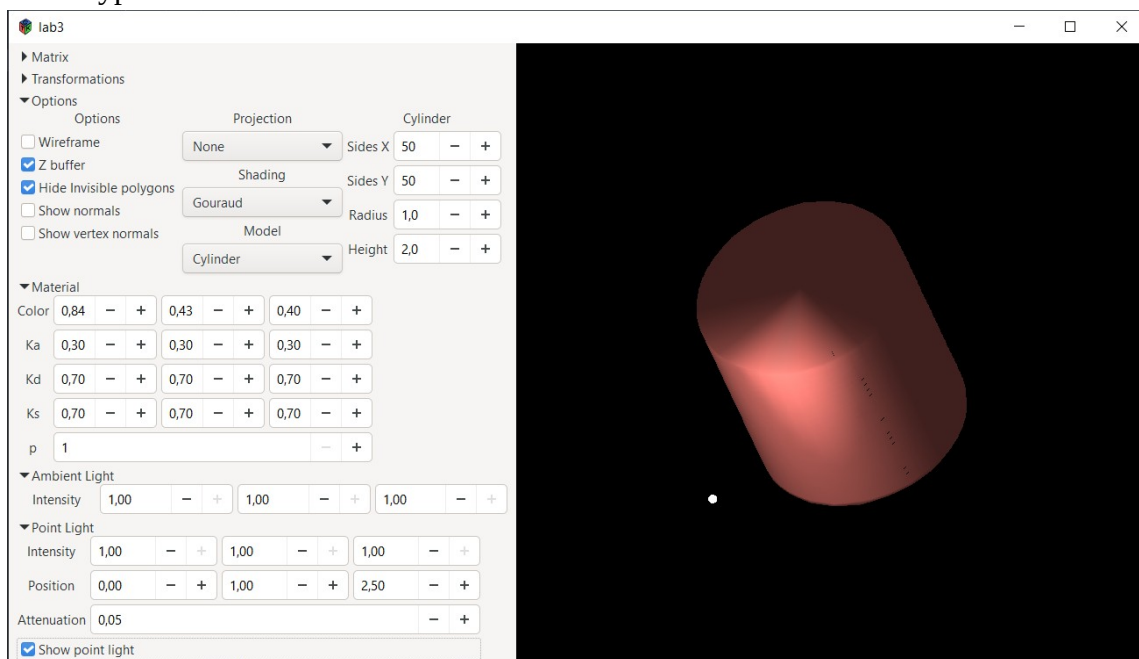 lab3
Matrix
Transformations
Options
Options Projection Cylinder
Wireframe None Sides X 50 − +
Z buffer Shading
Hide Invisible polygons Gouraud Sides Y 50 − +
Show normals Radius 1,0 − +
Show vertex normals Model
Cylinder Height 2,0 − +
Material
Color 0,84 − + 0,43 − + 0,40 − +
Ka 0,30 − + 0,30 − + 0,30 − +
Kd 0,70 − + 0,70 − + 0,70 − +
Ks 0,70 − + 0,70 − + 0,70 − +
p 1 − +
Ambient Light
Intensity 1,00 − + 1,00 − + 1,00 − +
Point Light
Intensity 1,00 − + 1,00 − + 1,00 − +
Position 0,00 − + 1,00 − + 2,50 − +
Attenuation 0,05 − +
Show point light